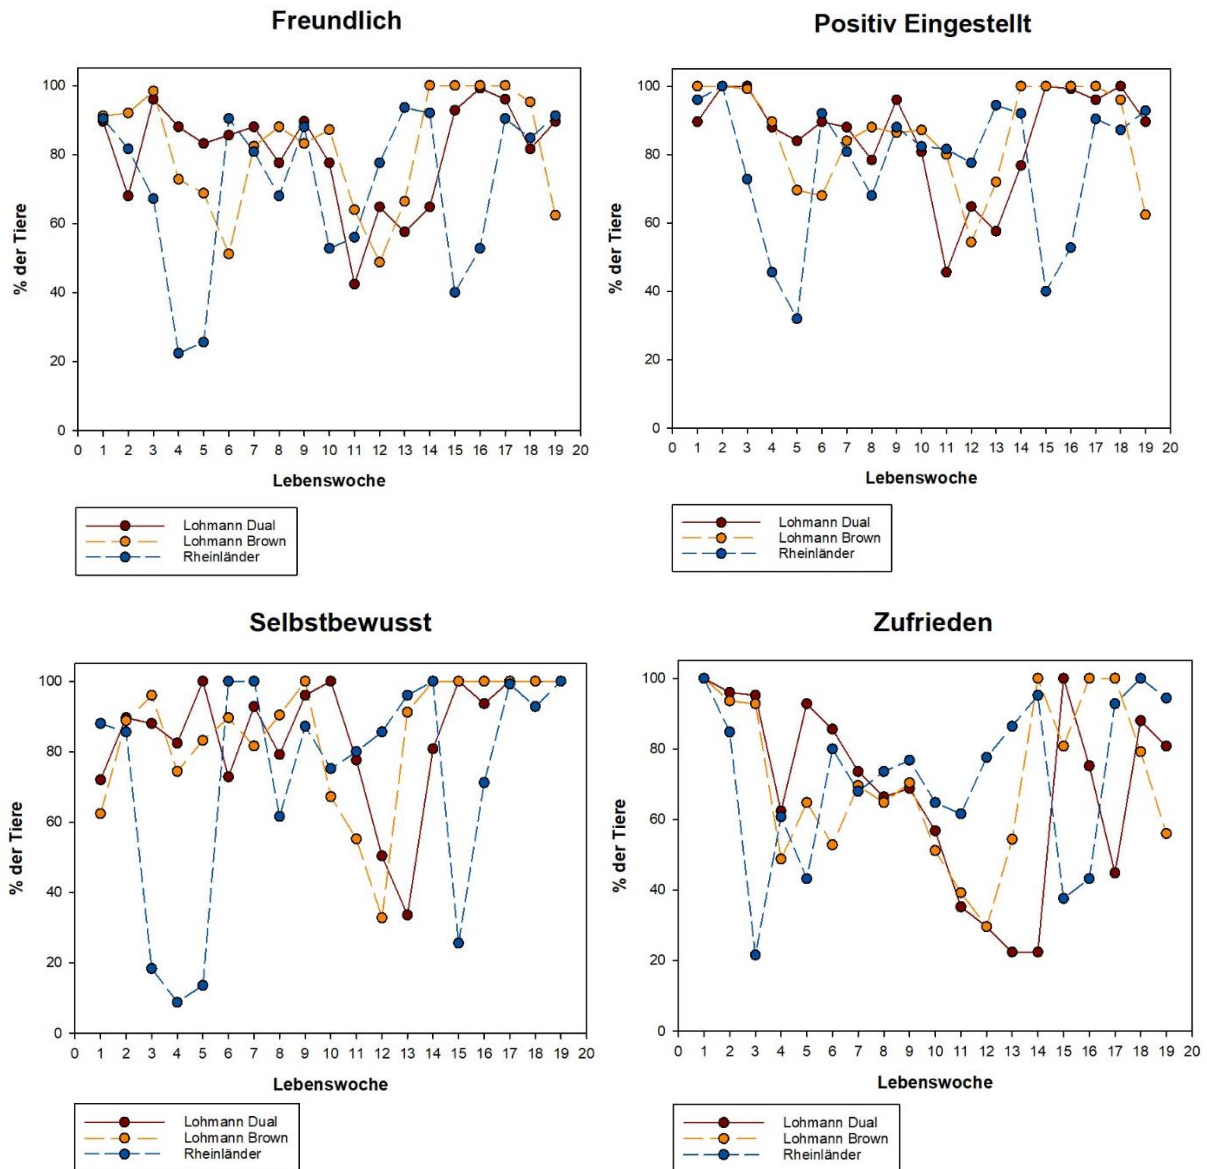 Freundlich
% der Tiere
100
80
60
40
20
0
0 1 2 3 4 5 6 7 8 9 10 11 12 13 14 15 16 17 18 19 20
Lebenswoche
Lohmann Dual
Lohmann Brown
Rheinländer
Positiv Eingestellt
% der Tiere
100
80
60
40
20
0
0 1 2 3 4 5 6 7 8 9 10 11 12 13 14 15 16 17 18 19 20
Lebenswoche
Lohmann Dual
Lohmann Brown
Rheinländer
Selbstbewusst
% der Tiere
100
80
60
40
20
0
0 1 2 3 4 5 6 7 8 9 10 11 12 13 14 15 16 17 18 19 20
Lebenswoche
Lohmann Dual
Lohmann Brown
Rheinländer
Zufrieden
% der Tiere
100
80
60
40
20
0
0 1 2 3 4 5 6 7 8 9 10 11 12 13 14 15 16 17 18 19 20
Lebenswoche
Lohmann Dual
Lohmann Brown
Rheinländer